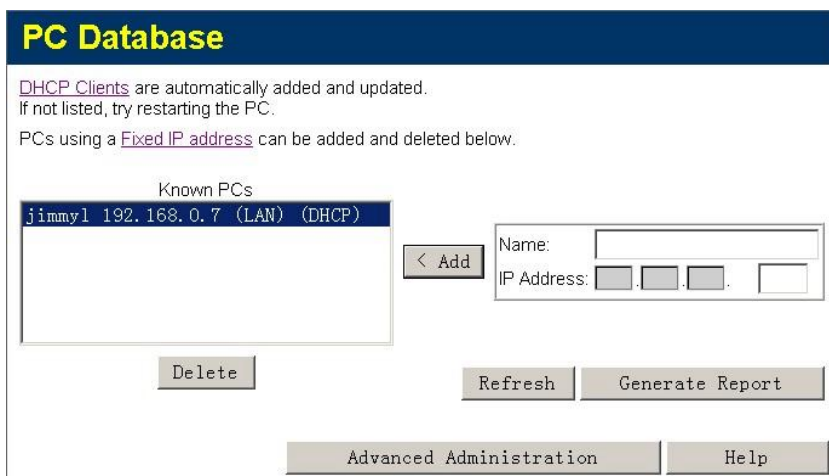 PC Database
DHCP Clients are automatically added and updated.
If not listed, try restarting the PC.
PCs using a Fixed IP address can be added and deleted below.
Known PCs
jimmyl 192.168.0.7 (LAN) (DHCP)
< Add
Name:
IP Address: . . .
Delete
Refresh
Generate Report
Advanced Administration
Help